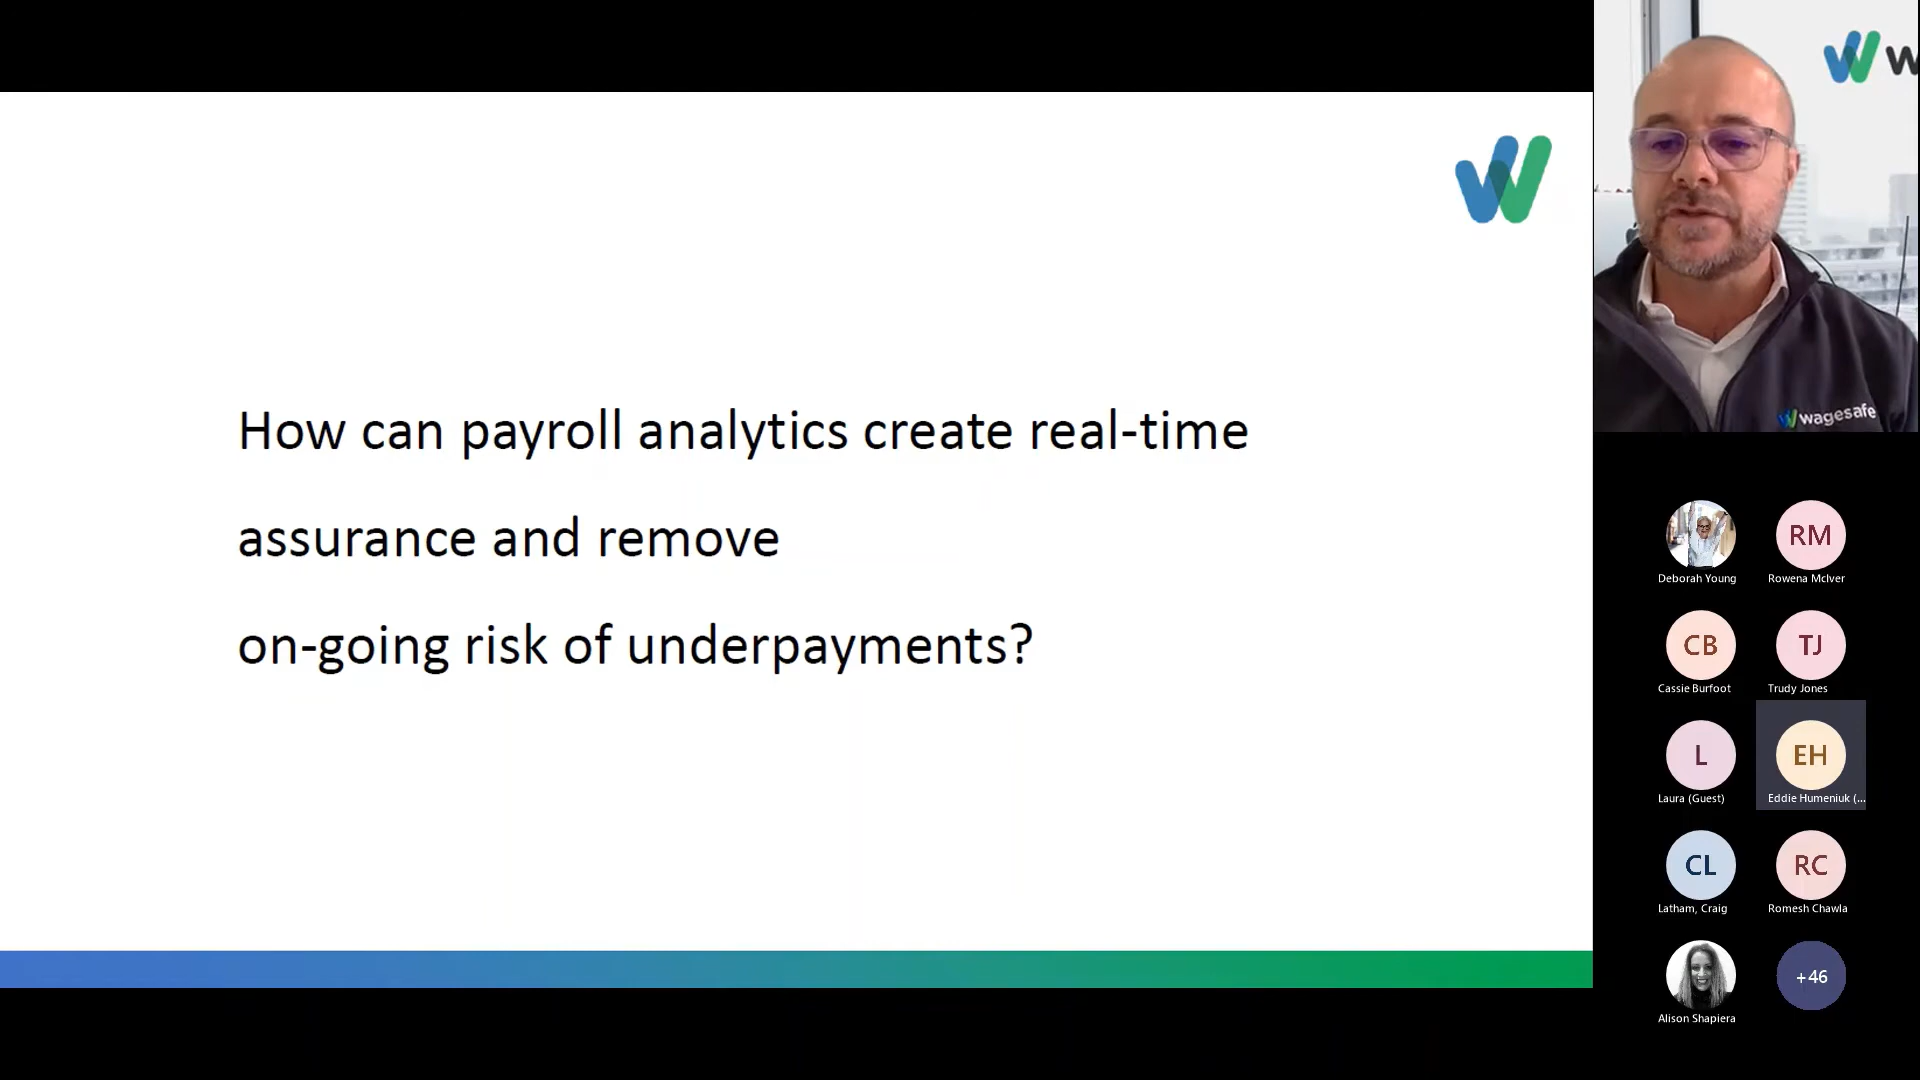 How can payroll analytics create real-time
assurance and remove
on-going risk of underpayments?
w
wagesafe
RM
Deborah Young
Rowena McIver
CB
TJ
Cassie Burfoot
Trudy Jones
L
EH
Laura (Guest)
Eddie Humeniuk (...
CL
RC
Latham, Craig
Romesh Chawla
+46
Alison Shapiera